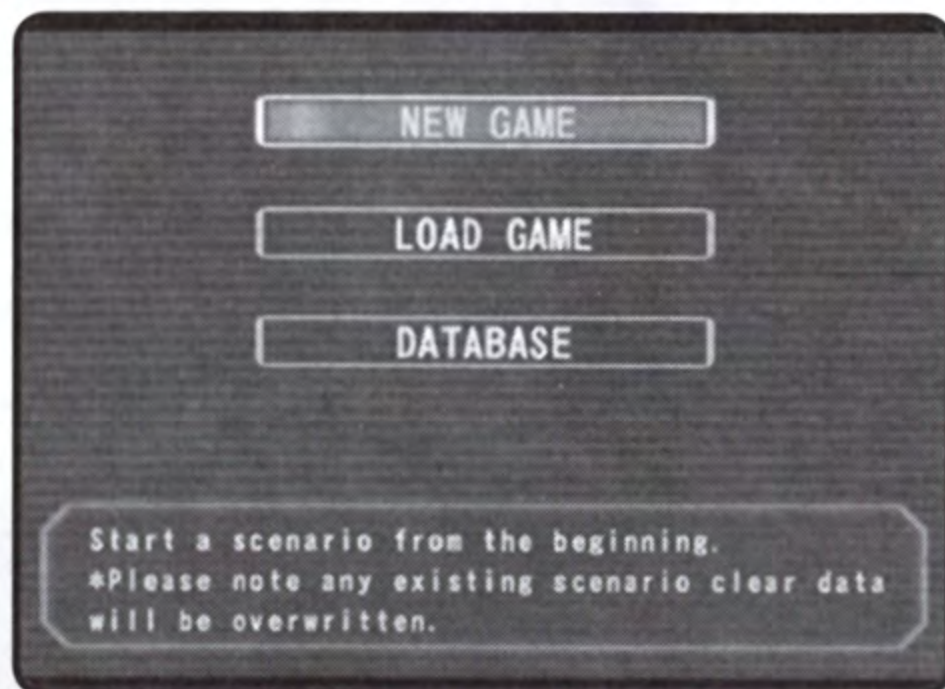 NEW GAME
LOAD GAME
DATABASE
Start a scenario from the beginning.
*Please note any existing scenario clear data
will be overwritten.